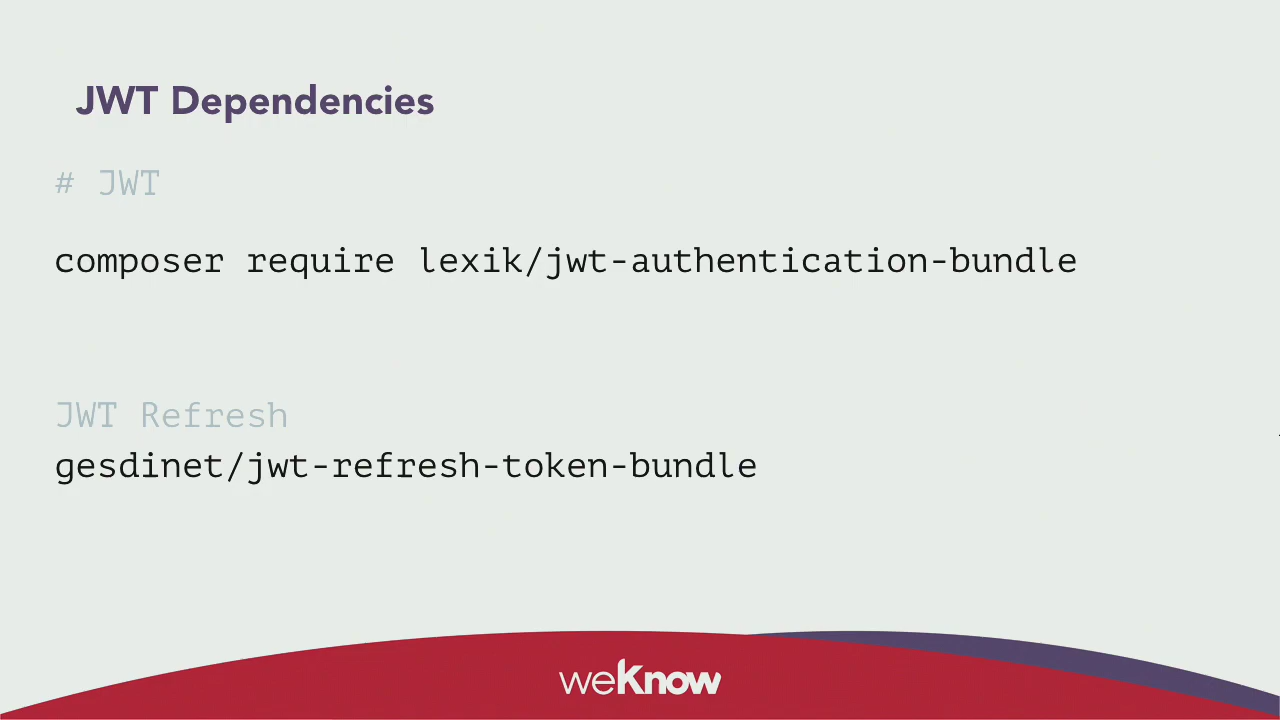 JWT Dependencies
# JWT
composer require lexik/jwt-authentication-bundle
JWT Refresh
gesdinet/jwt-refresh-token-bundle
weKnow